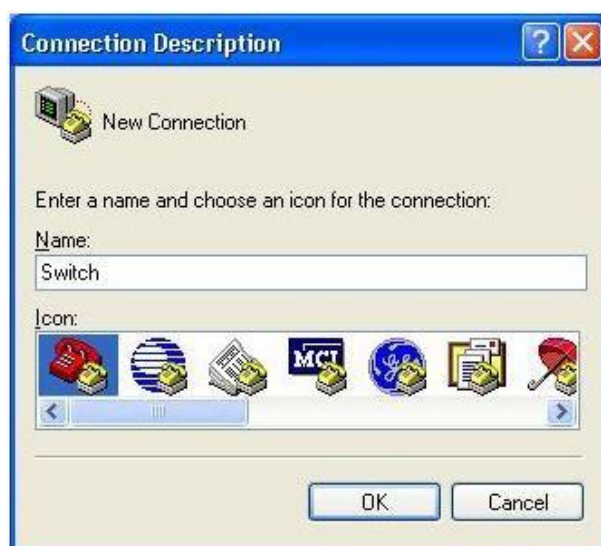 Connection Description
New Connection
Enter a name and choose an icon for the connection:
Name:
Switch
Icon:
MCI
OK
Cancel